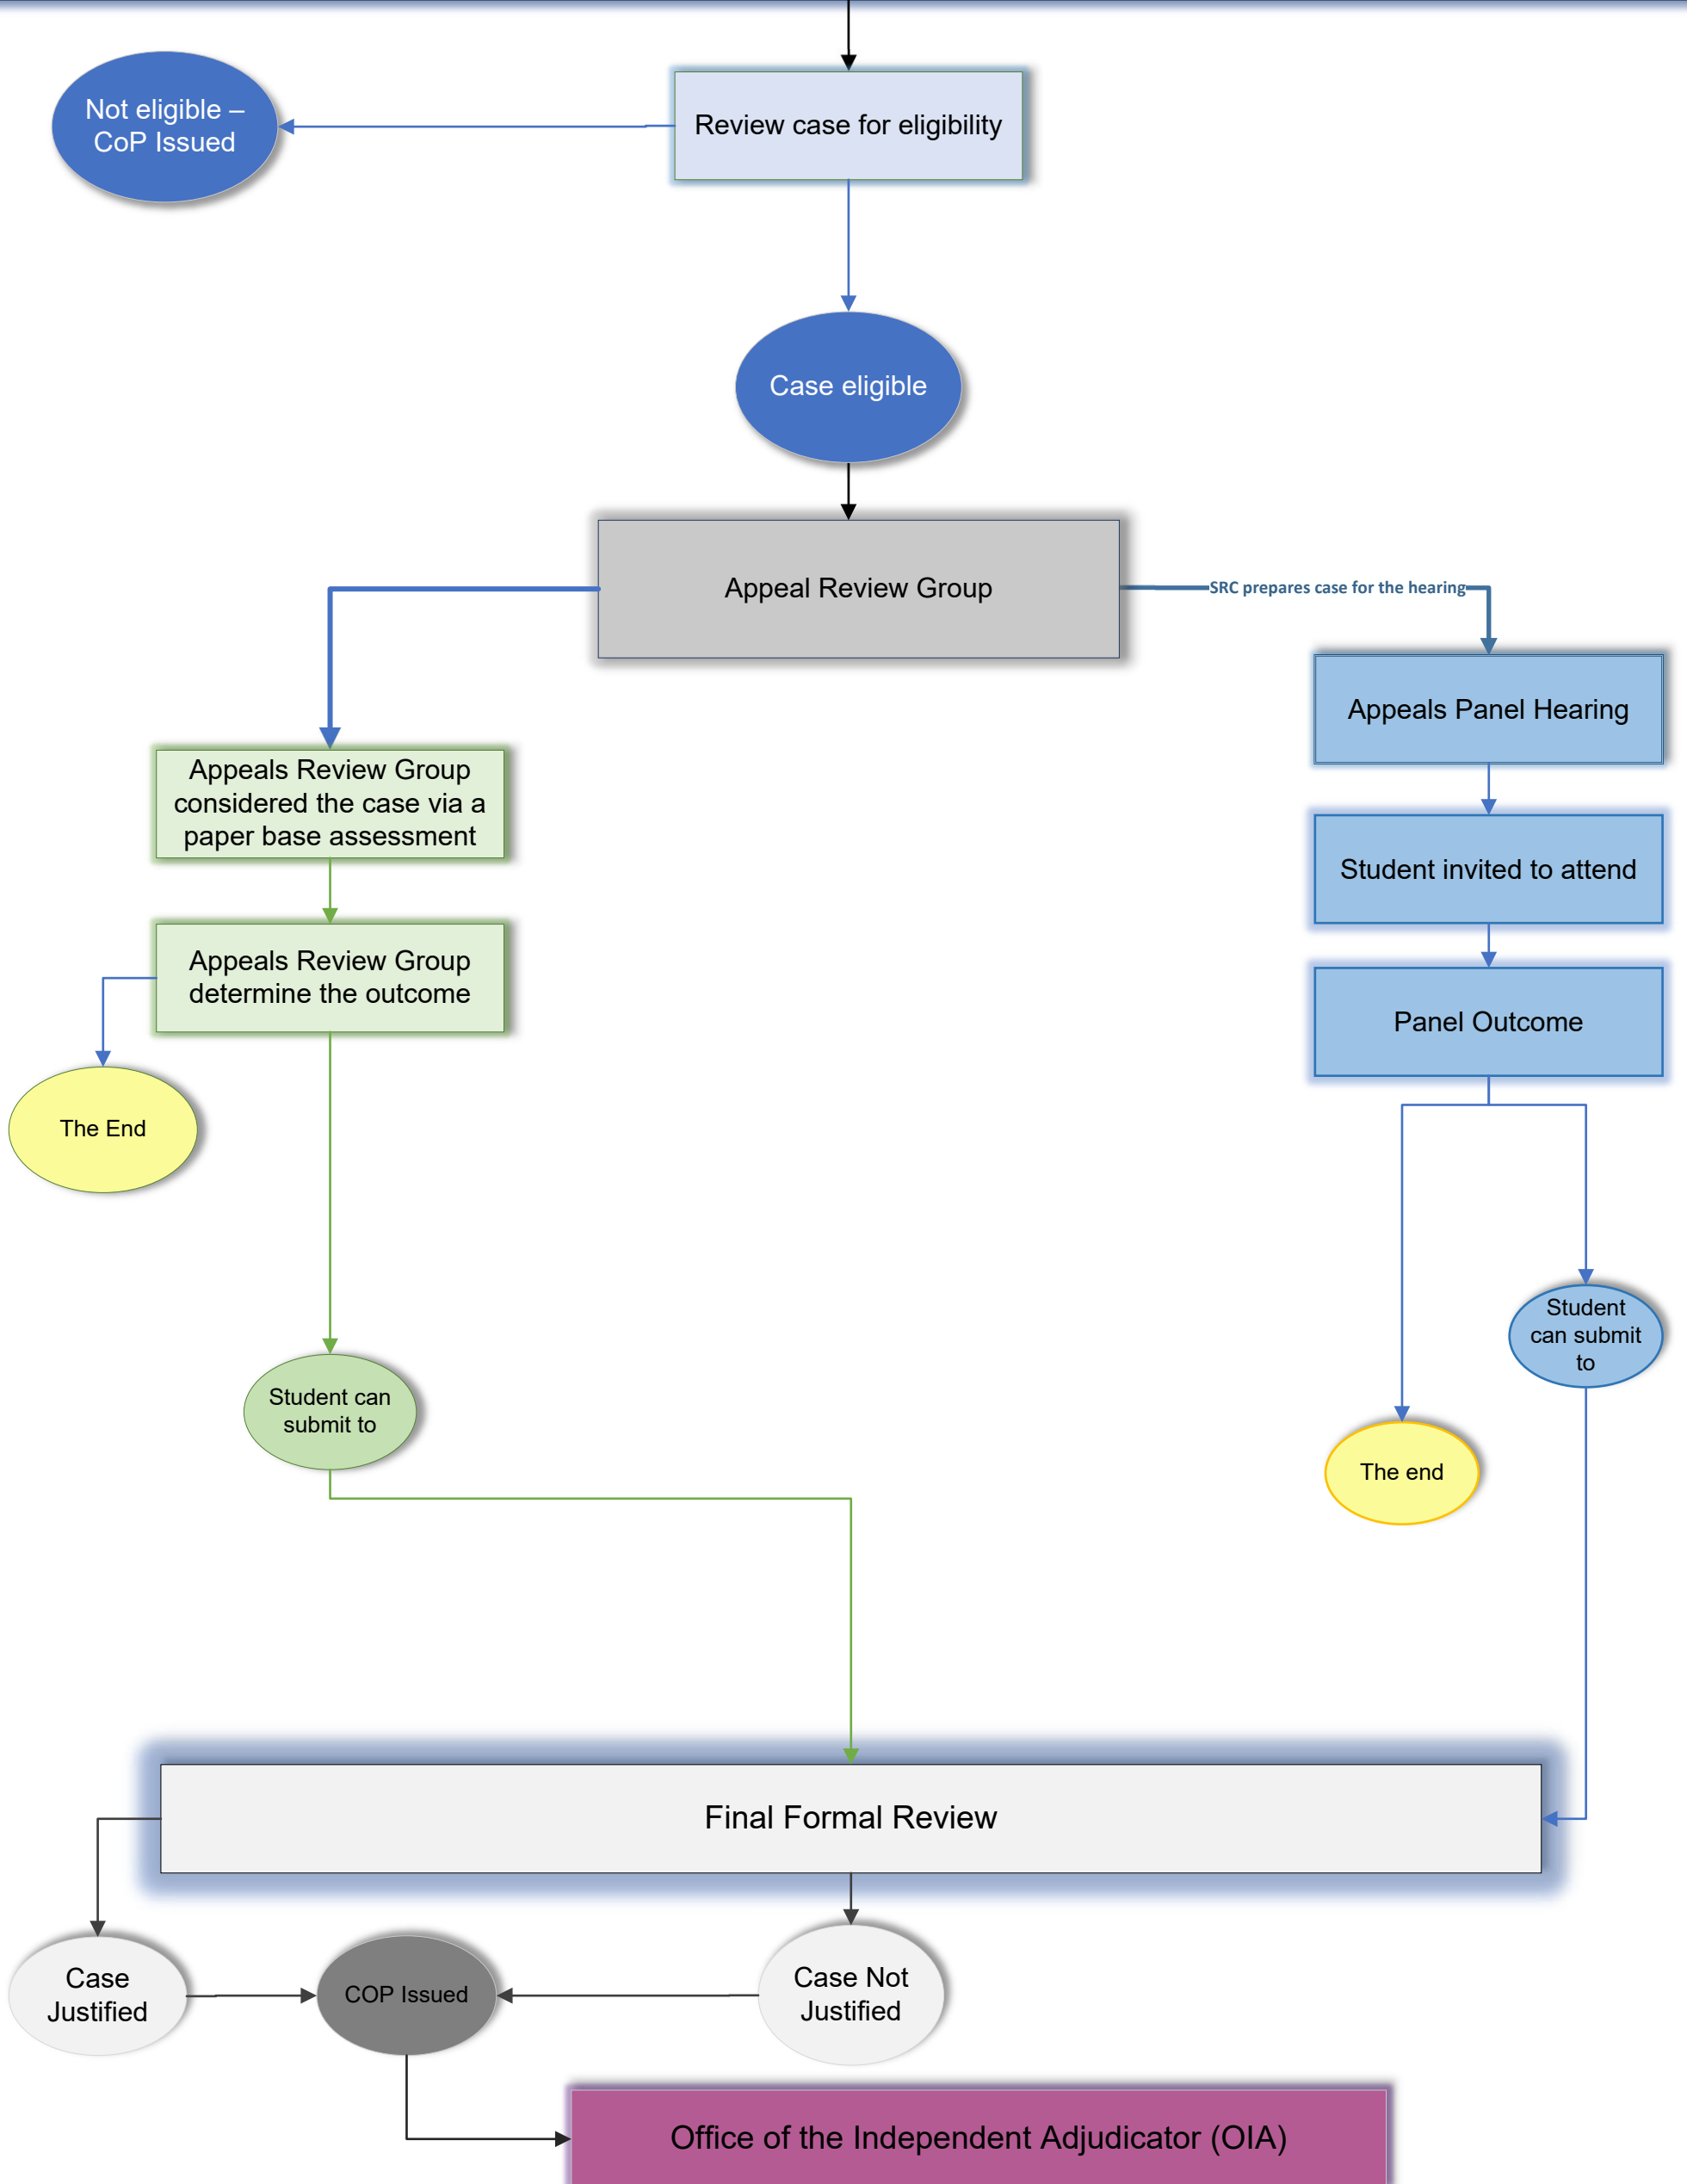 Not eligible –
CoP Issued
Review case for eligibility
Case eligible
Appeal Review Group
SRC prepares case for the hearing
Appeals Panel Hearing
Appeals Review Group
considered the case via a
paper base assessment
Student invited to attend
Appeals Review Group
determine the outcome
Panel Outcome
The End
Student
can submit
to
Student can
submit to
The end
Final Formal Review
Case
Justified
COP Issued
Case Not
Justified
Office of the Independent Adjudicator (OIA)